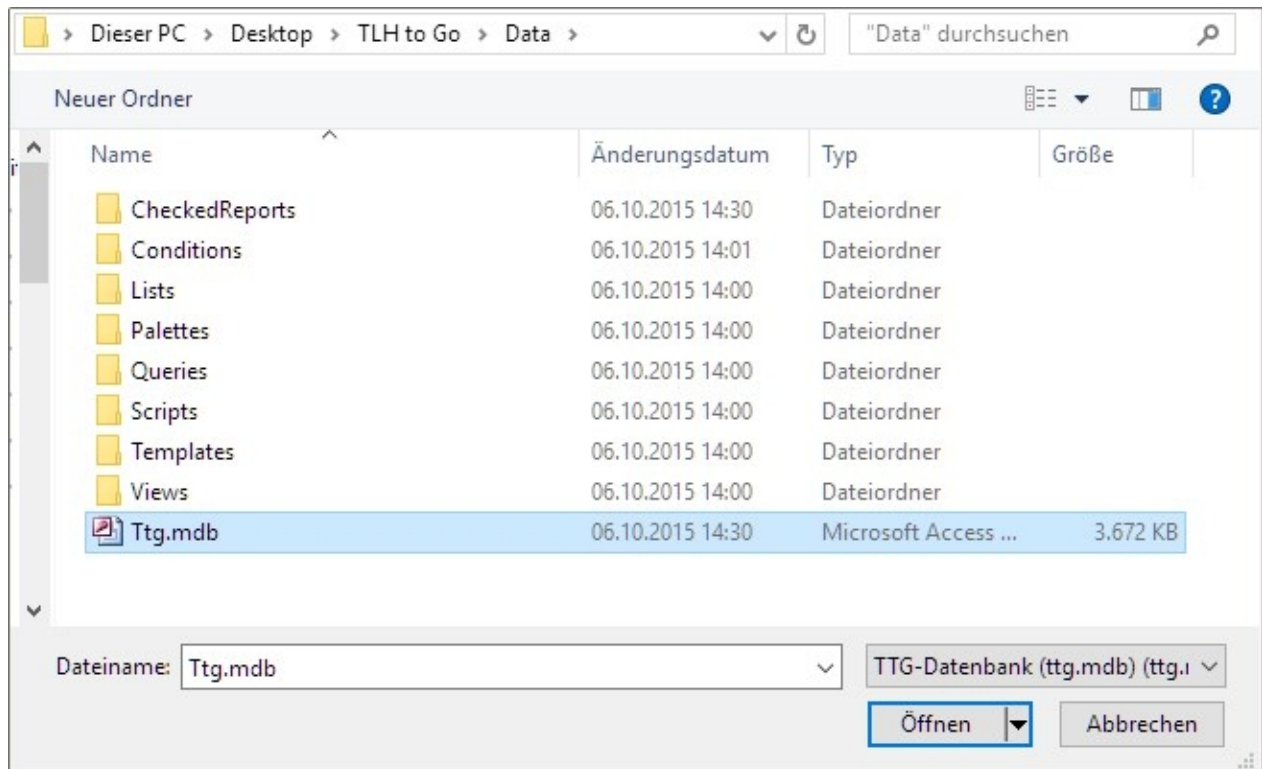 Dieser PC > Desktop > TLH to Go > Data > "Data" durchsuchen
Neuer Ordner
Name Änderungsdatum Typ Größe
CheckedReports 06.10.2015 14:30 Dateiordner
Conditions 06.10.2015 14:01 Dateiordner
Lists 06.10.2015 14:00 Dateiordner
Palettes 06.10.2015 14:00 Dateiordner
Queries 06.10.2015 14:00 Dateiordner
Scripts 06.10.2015 14:00 Dateiordner
Templates 06.10.2015 14:00 Dateiordner
Views 06.10.2015 14:00 Dateiordner
Ttg.mdb 06.10.2015 14:30 Microsoft Access ... 3.672 KB
Dateiname: Ttg.mdb TTG-Datenbank (ttg.mdb) (ttg.
Öffnen Abbrechen